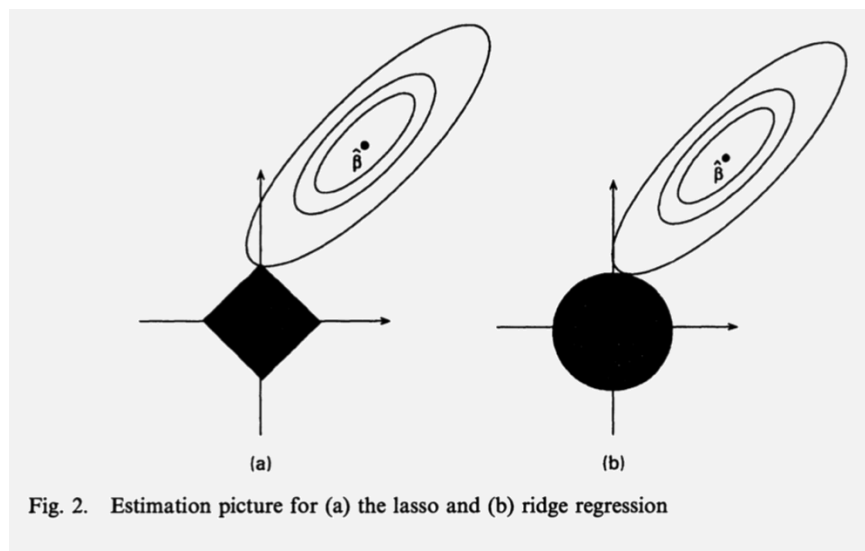 β̂
β̂
(a)
(b)
Fig. 2. Estimation picture for (a) the lasso and (b) ridge regression